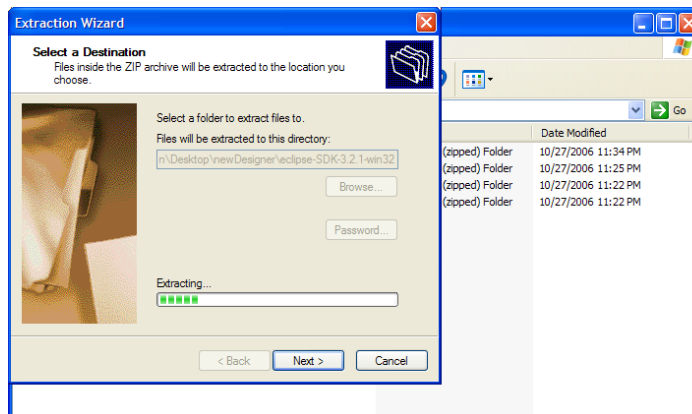 Extraction Wizard
Select a Destination
Files inside the ZIP archive will be extracted to the location you
choose.
Select a folder to extract files to.
Files will be extracted to this directory:
n\Desktop\newDesigner\eclipse-SDK-3.2.1-win32
Browse...
Password...
Extracting...
< Back
Next >
Cancel
Go
Date Modified
(zipped) Folder 10/27/2006 11:34 PM
(zipped) Folder 10/27/2006 11:25 PM
(zipped) Folder 10/27/2006 11:22 PM
(zipped) Folder 10/27/2006 11:22 PM